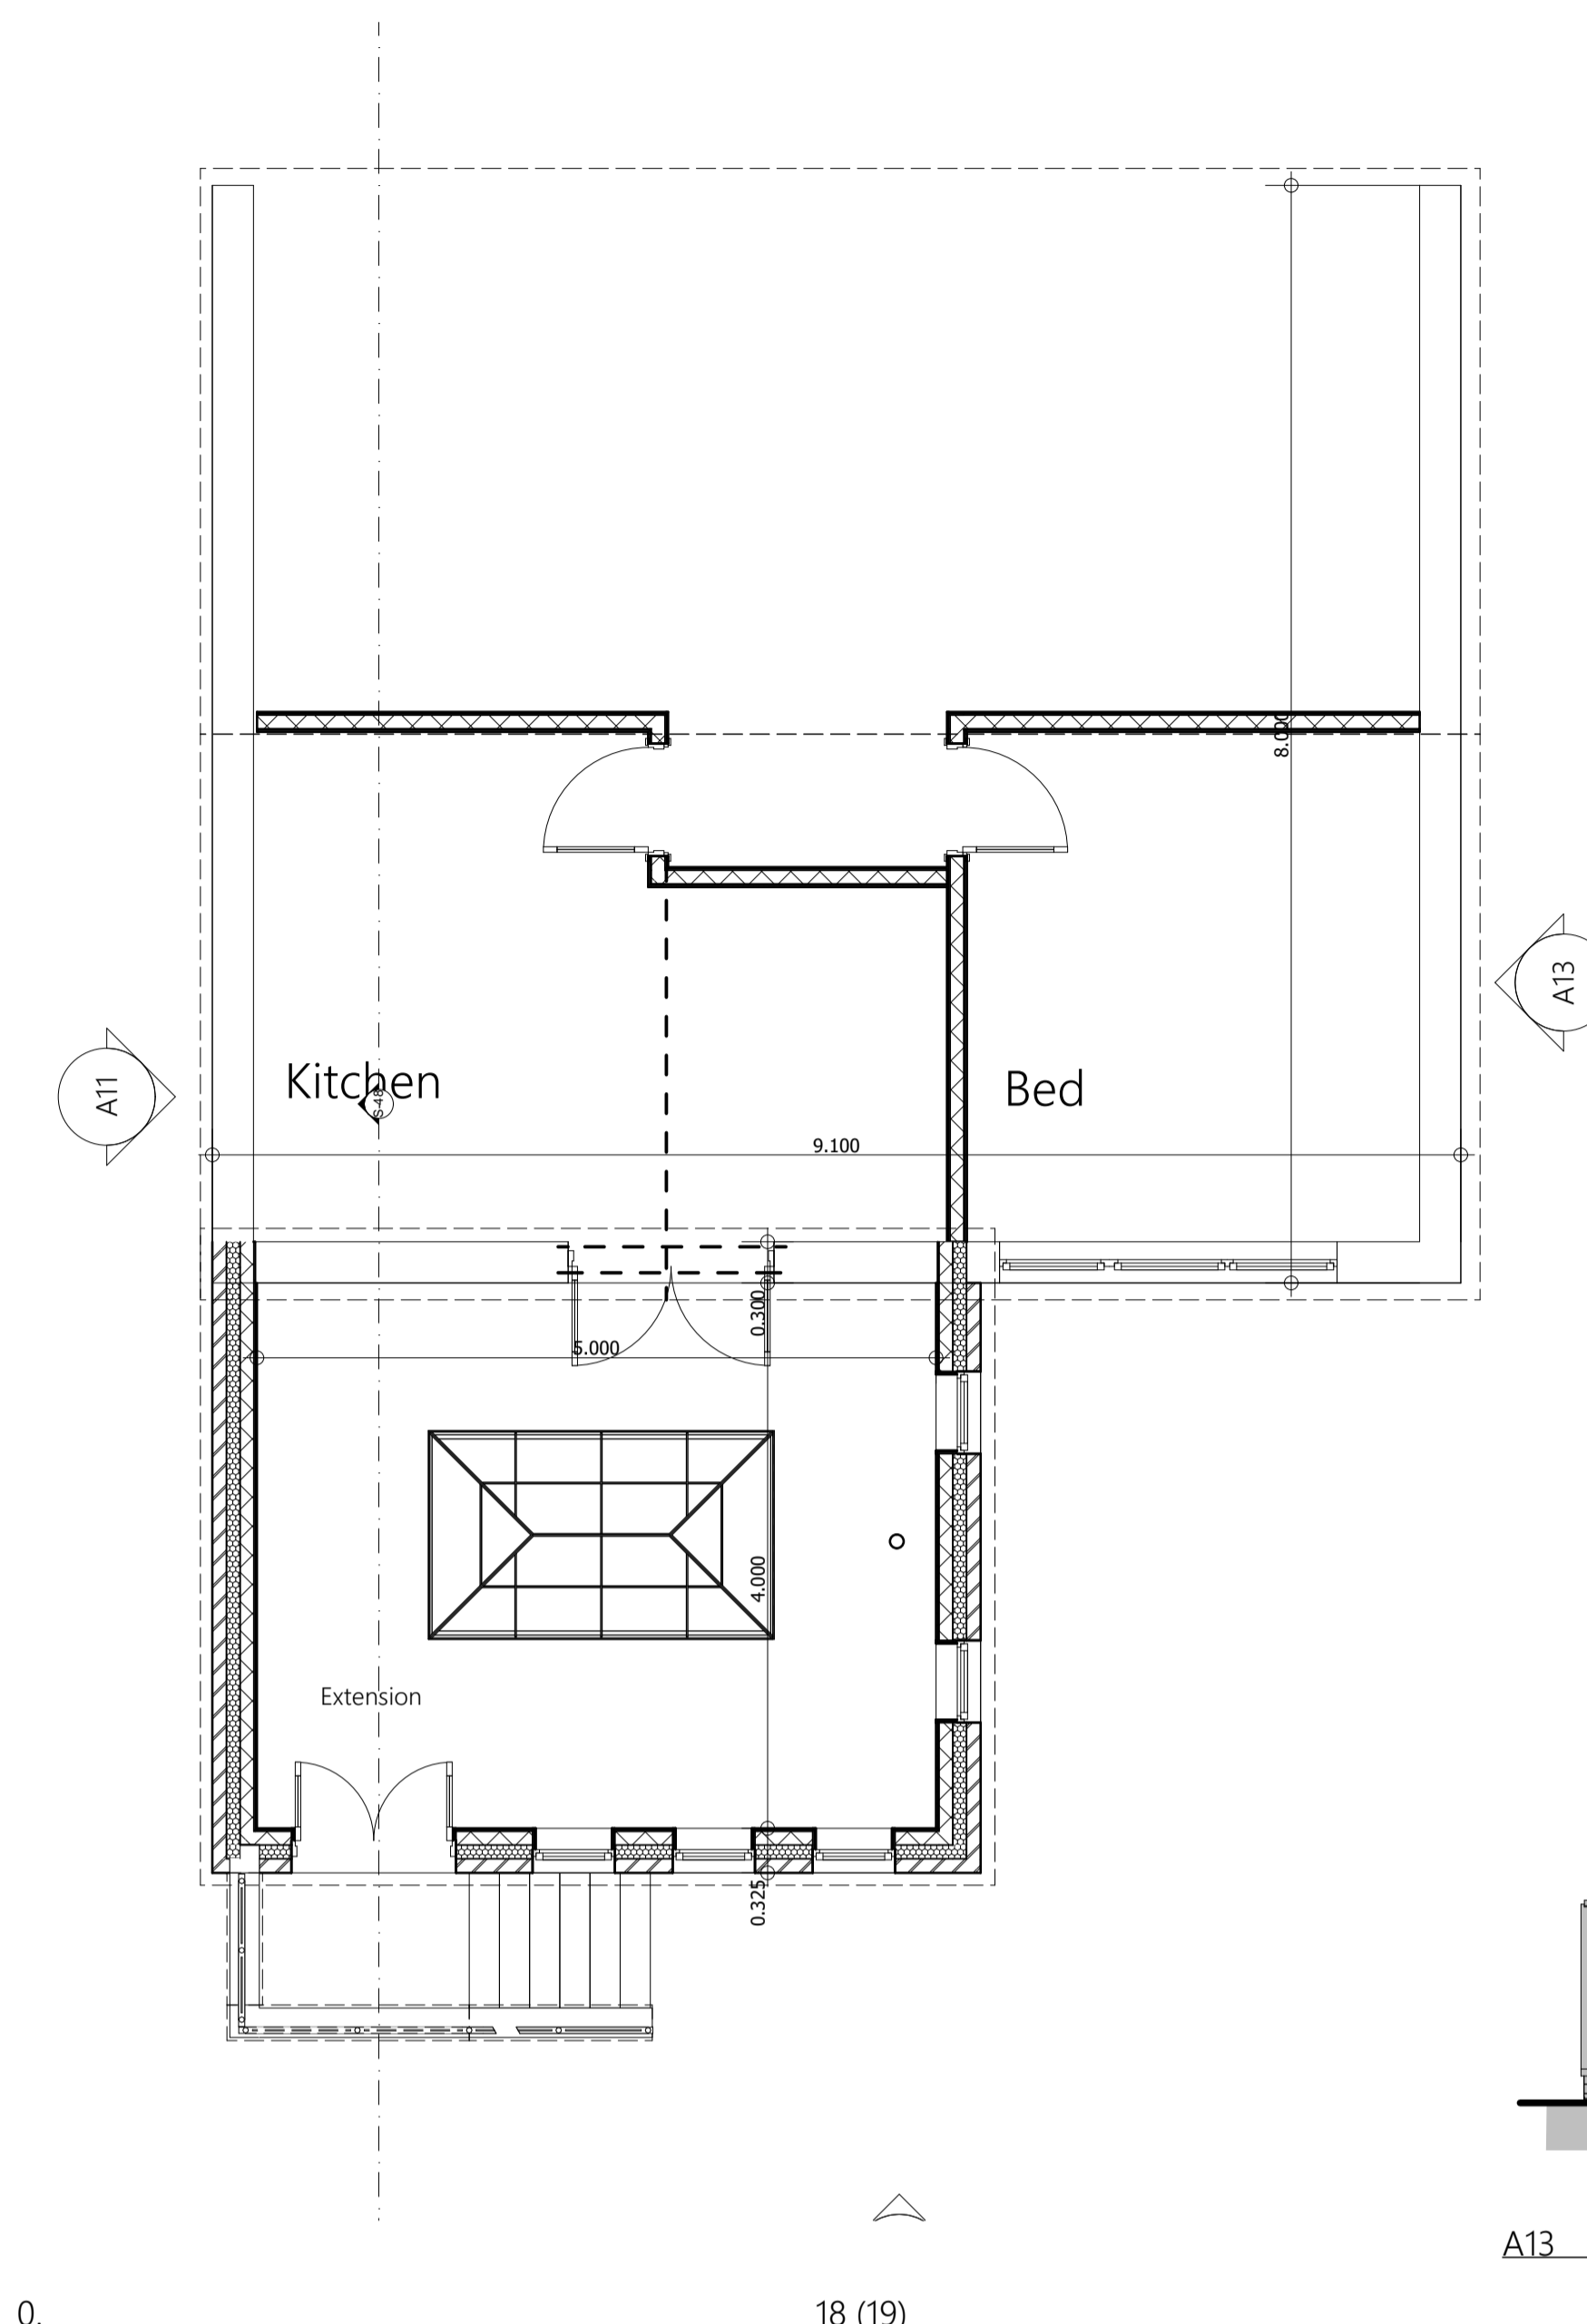 8.000
A13
Kitchen
Bed
A11
S-48
9.100
0.300
5.000
4.000
Extension
0.325
A13
0.
18 (19)